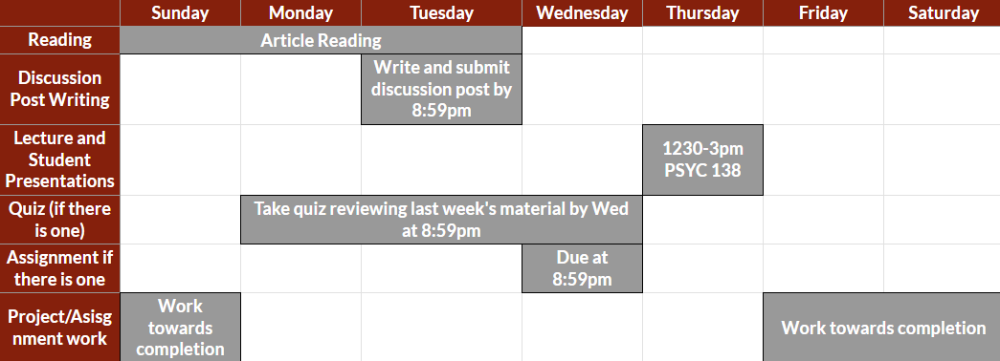 Sunday Monday Tuesday Wednesday Thursday Friday Saturday
Reading Article Reading
Discussion
Post Writing
Write and submit
discussion post by
8:59pm
Lecture and
Student
Presentations
1230-3pm
PSYC 138
Quiz (if there
is one)
Take quiz reviewing last week's material by Wed
at 8:59pm
Assignment if
there is one
Due at
8:59pm
Project/Asisg
nment work
Work
towards
completion
Work towards completion